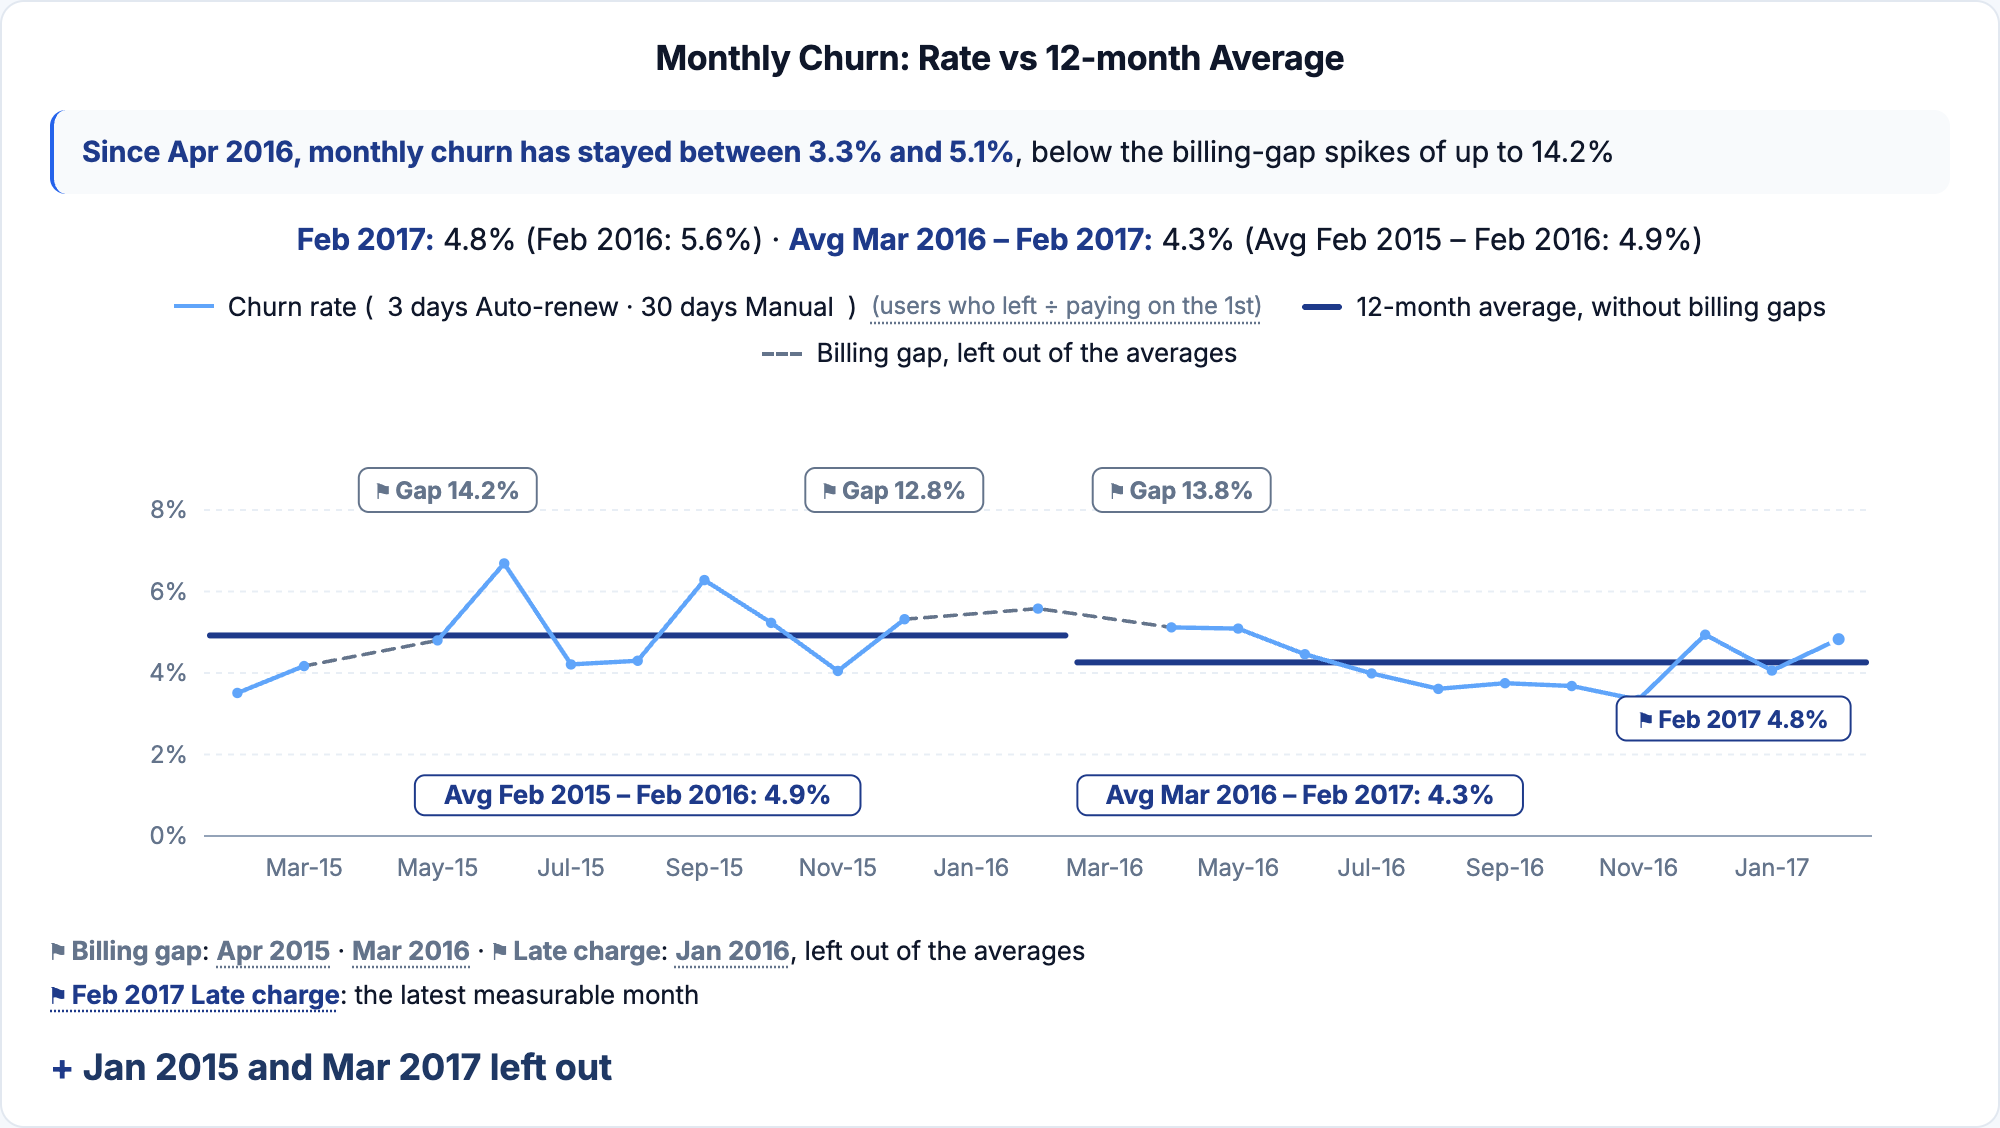 Monthly Churn: Rate vs 12-month Average
Since Apr 2016, monthly churn has stayed between 3.3% and 5.1%, below the billing-gap spikes of up to 14.2%
Feb 2017: 4.8% (Feb 2016: 5.6%) · Avg Mar 2016 – Feb 2017: 4.3% (Avg Feb 2015 – Feb 2016: 4.9%)
Churn rate ( 3 days Auto-renew · 30 days Manual ) (users who left ÷ paying on the 1st) 12-month average, without billing gaps
Billing gap, left out of the averages
⚑ Gap 14.2% ⚑ Gap 12.8% ⚑ Gap 13.8%
8%
6%
4%
⚑ Feb 2017 4.8%
2%
Avg Feb 2015 – Feb 2016: 4.9% Avg Mar 2016 – Feb 2017: 4.3%
0%
Mar-15 May-15 Jul-15 Sep-15 Nov-15 Jan-16 Mar-16 May-16 Jul-16 Sep-16 Nov-16 Jan-17
⚑ Billing gap: Apr 2015 · Mar 2016 · ⚑ Late charge: Jan 2016, left out of the averages
⚑ Feb 2017 Late charge: the latest measurable month
+ Jan 2015 and Mar 2017 left out